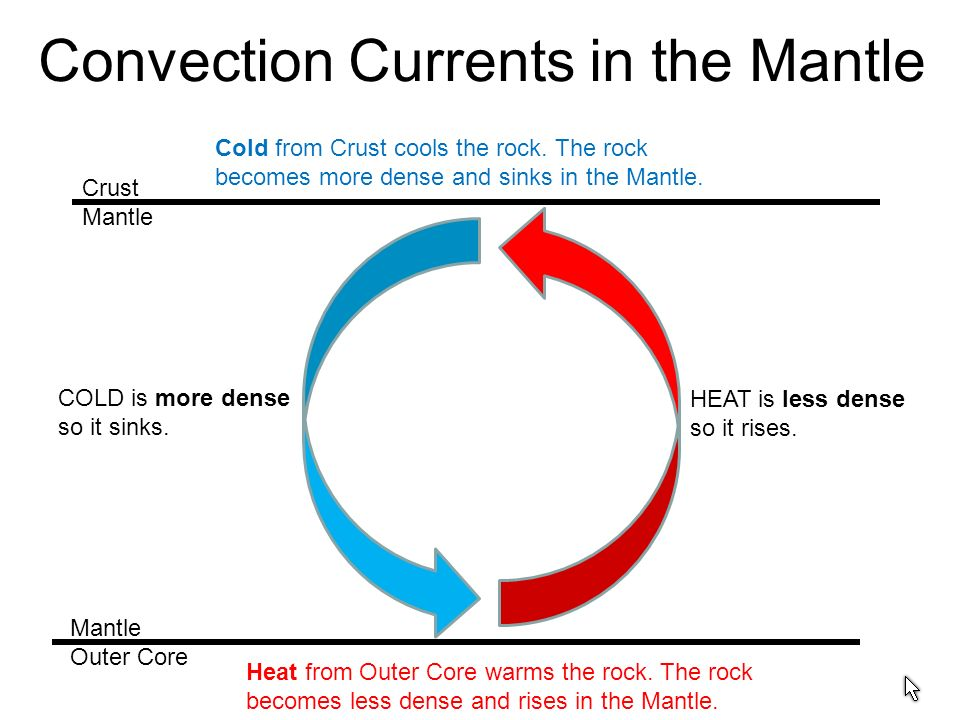 Convection Currents in the Mantle
Cold from Crust cools the rock. The rock
becomes more dense and sinks in the Mantle.
Crust
Mantle
COLD is more dense
so it sinks.
HEAT is less dense
so it rises.
Mantle
Outer Core
Heat from Outer Core warms the rock. The rock
becomes less dense and rises in the Mantle.